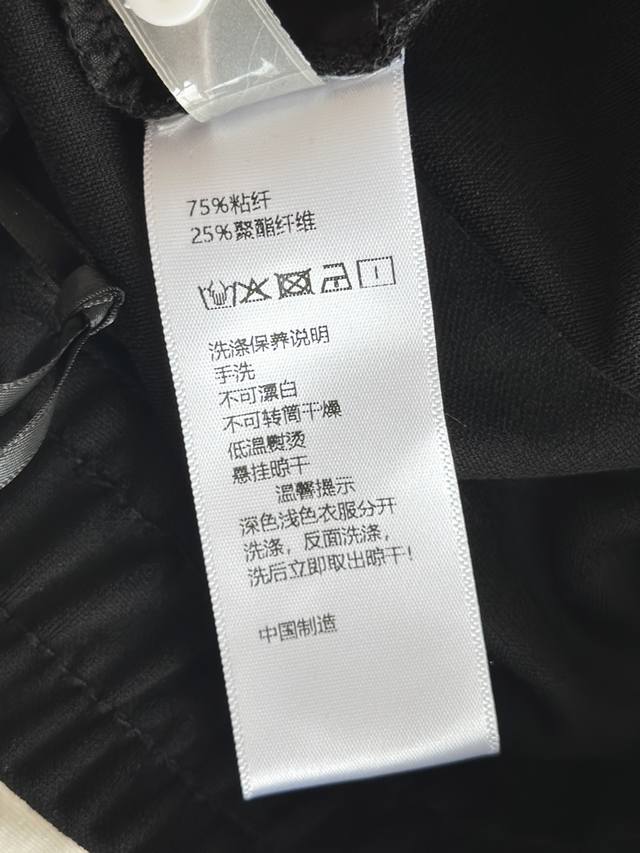 75%粘纤
25%聚酯纤维
洗涤保养说明
手洗
不可漂白
不可转筒干燥
低温熨烫
悬挂晾干
温馨提示
深色浅色衣服分开
洗涤，反面洗涤，
洗后立即取出晾干！
中国制造